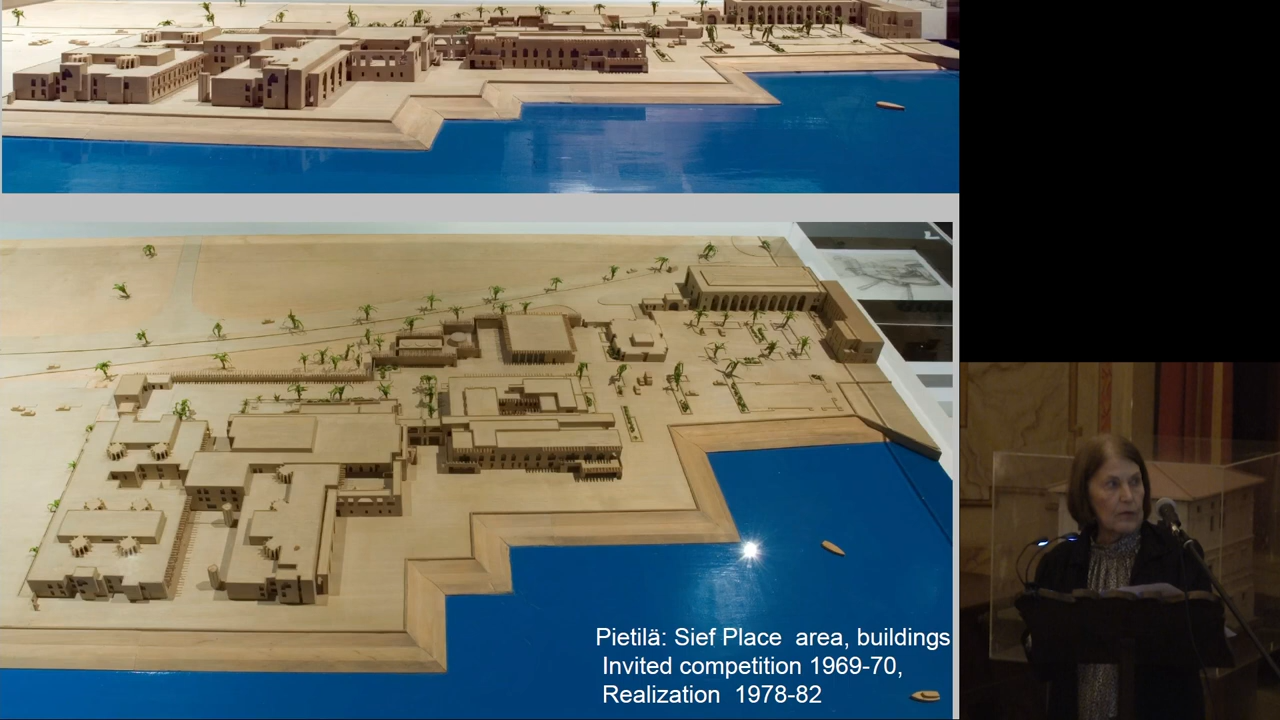 Pietilä: Sief Place area, buildings
Invited competition 1969-70,
Realization 1978-82